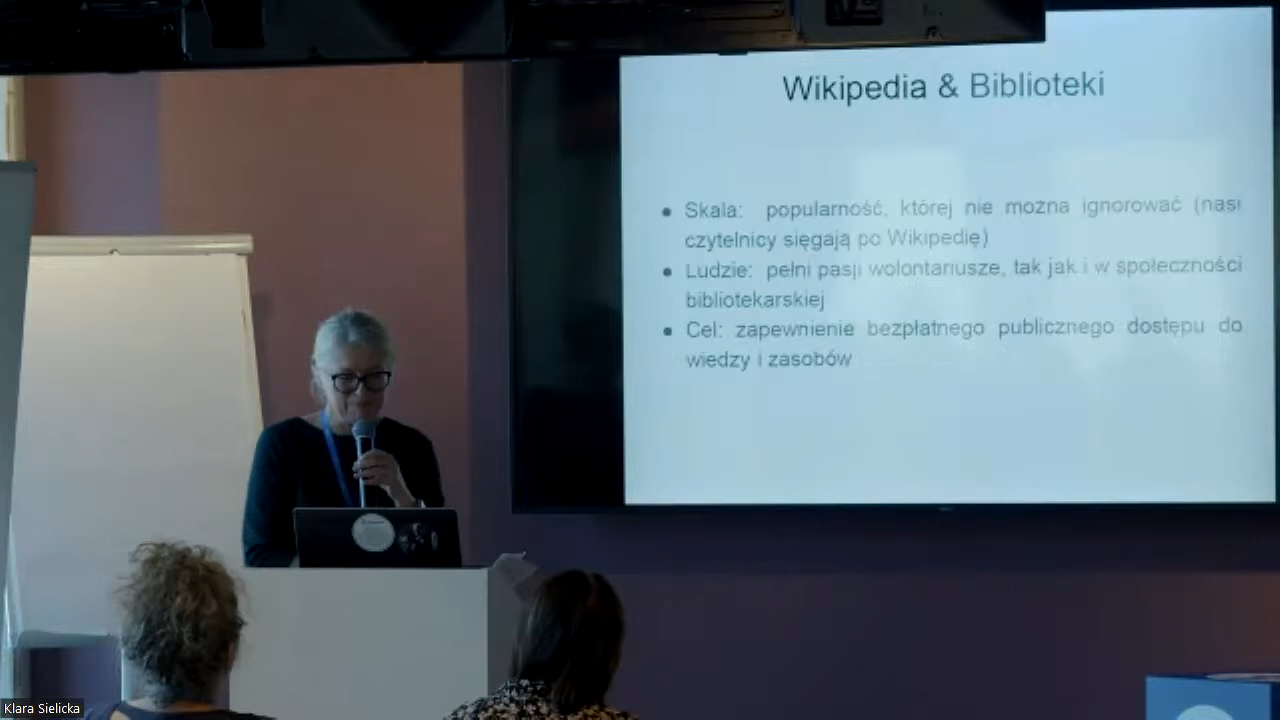 Wikipedia & Biblioteki
● Skala: popularność, której nie można ignorować (nasi
czytelnicy sięgają po Wikipedię)
● Ludzie: pełni pasji wolontariusze, tak jak i w społeczności
bibliotekarskiej
● Cel: zapewnienie bezpłatnego publicznego dostępu do
wiedzy i zasobów
Klara Sielicka